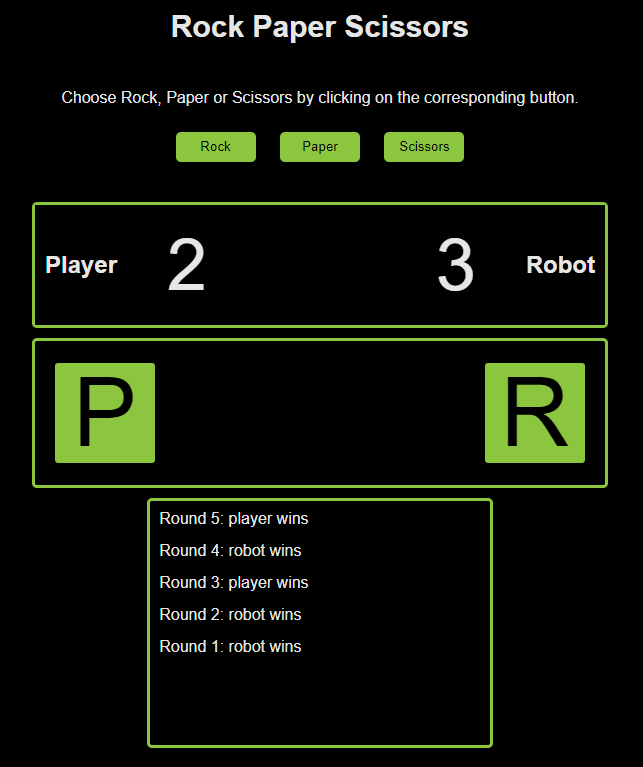 Rock Paper Scissors
Choose Rock, Paper or Scissors by clicking on the corresponding button.
Rock Paper Scissors
Player 2 3 Robot
P R
Round 5: player wins
Round 4: robot wins
Round 3: player wins
Round 2: robot wins
Round 1: robot wins